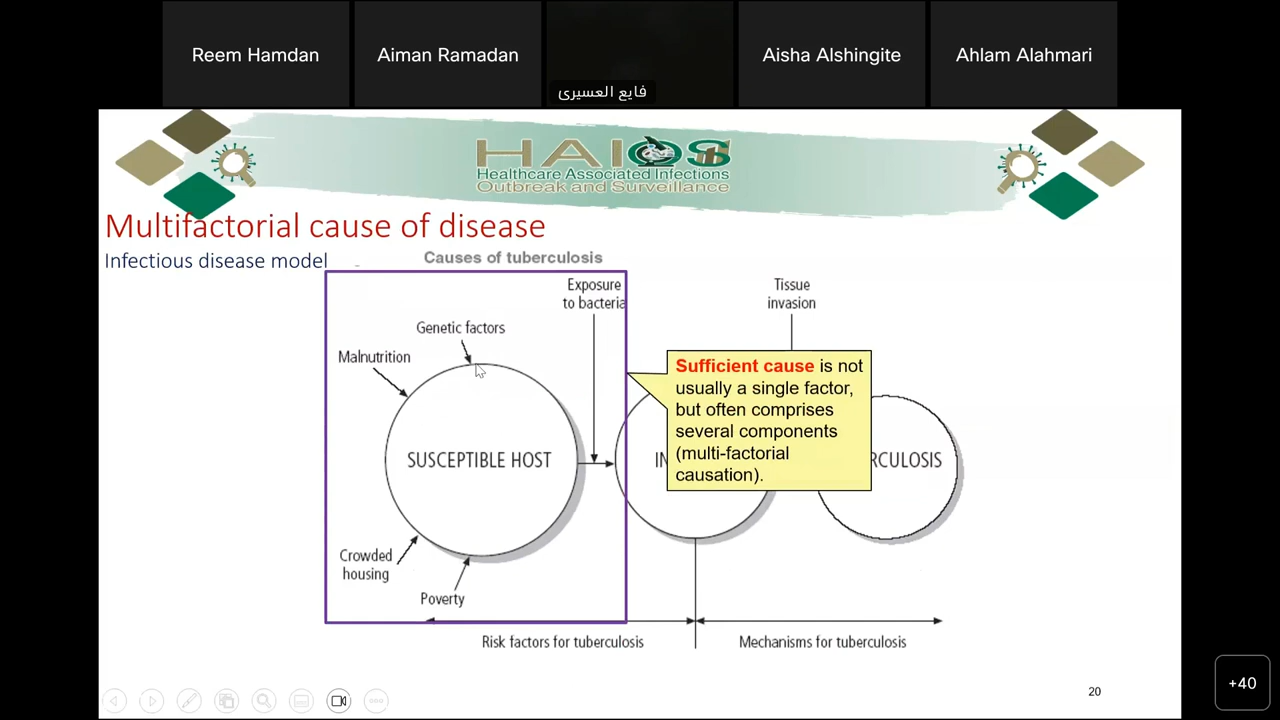 Reem Hamdan
Aiman Ramadan
فايع العسيرى
Aisha Alshingite
Ahlam Alahmari
HAIOS
Healthcare Associated Infections
Outbreak and Surveillance
Multifactorial cause of disease
Infectious disease model
Causes of tuberculosis
Exposure
to bacteria
Tissue
invasion
Genetic factors
Malnutrition
Sufficient cause is not
usually a single factor,
but often comprises
several components
(multi-factorial
causation).
SUSCEPTIBLE HOST
IN
RCULOSIS
Crowded
housing
Poverty
Risk factors for tuberculosis
Mechanisms for tuberculosis
20
+40